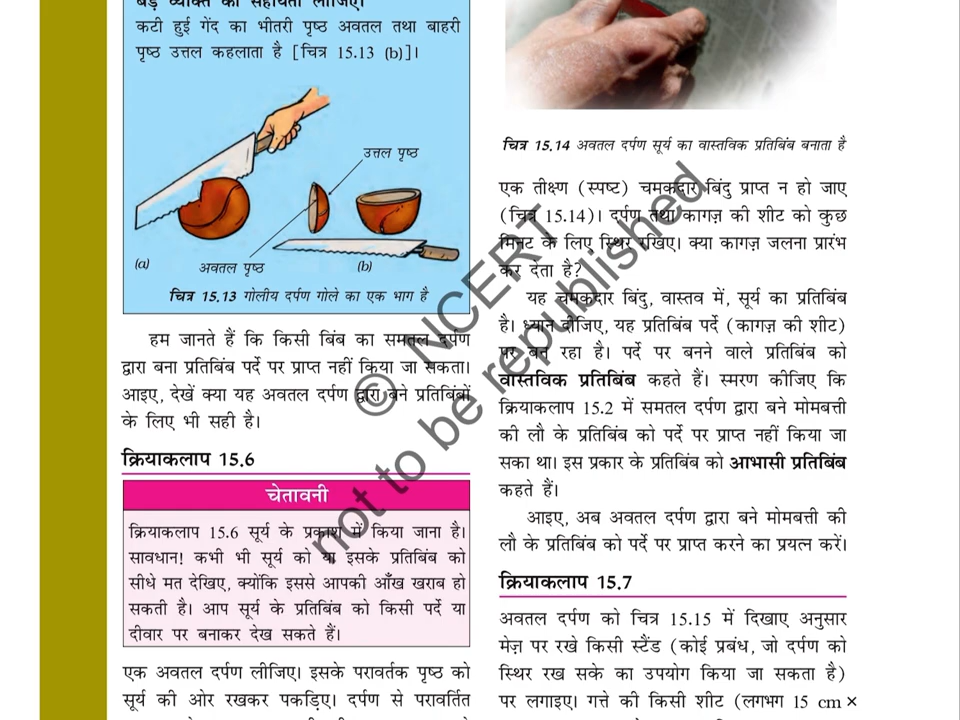 बड़े व्यक्ति की सहायता लीजिए।
कटी हुई गेंद का भीतरी पृष्ठ अवतल तथा बाहरी
पृष्ठ उत्तल कहलाता है [चित्र 15.13 (b)]।
उत्तल पृष्ठ
(a)
अवतल पृष्ठ
(b)
चित्र 15.13 गोलीय दर्पण गोले का एक भाग है
हम जानते हैं कि किसी बिंब का समतल दर्पण
द्वारा बना प्रतिबिंब पर्दे पर प्राप्त नहीं किया जा सकता।
आइए, देखें क्या यह अवतल दर्पण द्वारा बने प्रतिबिंबों
के लिए भी सही है।
क्रियाकलाप 15.6
चेतावनी
क्रियाकलाप 15.6 सूर्य के प्रकाश में किया जाना है।
सावधान! कभी भी सूर्य को या इसके प्रतिबिंब को
सीधे मत देखिए, क्योंकि इससे आपकी आँख खराब हो
सकती है। आप सूर्य के प्रतिबिंब को किसी पर्दे या
दीवार पर बनाकर देख सकते हैं।
एक अवतल दर्पण लीजिए। इसके परावर्तक पृष्ठ को
सूर्य की ओर रखकर पकड़िए। दर्पण से परावर्तित
चित्र 15.14 अवतल दर्पण सूर्य का वास्तविक प्रतिबिंब बनाता है
एक तीक्ष्ण (स्पष्ट) चमकदार बिंदु प्राप्त न हो जाए
(चित्र 15.14)। दर्पण तथा कागज़ की शीट को कुछ
मिनट के लिए स्थिर रखिए। क्या कागज़ जलना प्रारंभ
कर देता है?
यह चमकदार बिंदु, वास्तव में, सूर्य का प्रतिबिंब
है। ध्यान दीजिए, यह प्रतिबिंब पर्दे (कागज़ की शीट)
पर बन रहा है। पर्दे पर बनने वाले प्रतिबिंब को
वास्तविक प्रतिबिंब कहते हैं। स्मरण कीजिए कि
क्रियाकलाप 15.2 में समतल दर्पण द्वारा बने मोमबत्ती
की लौ के प्रतिबिंब को पर्दे पर प्राप्त नहीं किया जा
सका था। इस प्रकार के प्रतिबिंब को आभासी प्रतिबिंब
कहते हैं।
आइए, अब अवतल दर्पण द्वारा बने मोमबत्ती की
लौ के प्रतिबिंब को पर्दे पर प्राप्त करने का प्रयत्न करें।
क्रियाकलाप 15.7
अवतल दर्पण को चित्र 15.15 में दिखाए अनुसार
मेज़ पर रखे किसी स्टैंड (कोई प्रबंध, जो दर्पण को
स्थिर रख सके का उपयोग किया जा सकता है)
पर लगाइए। गत्ते की किसी शीट (लगभग 15 cm ×
© NCERT
not to be republished